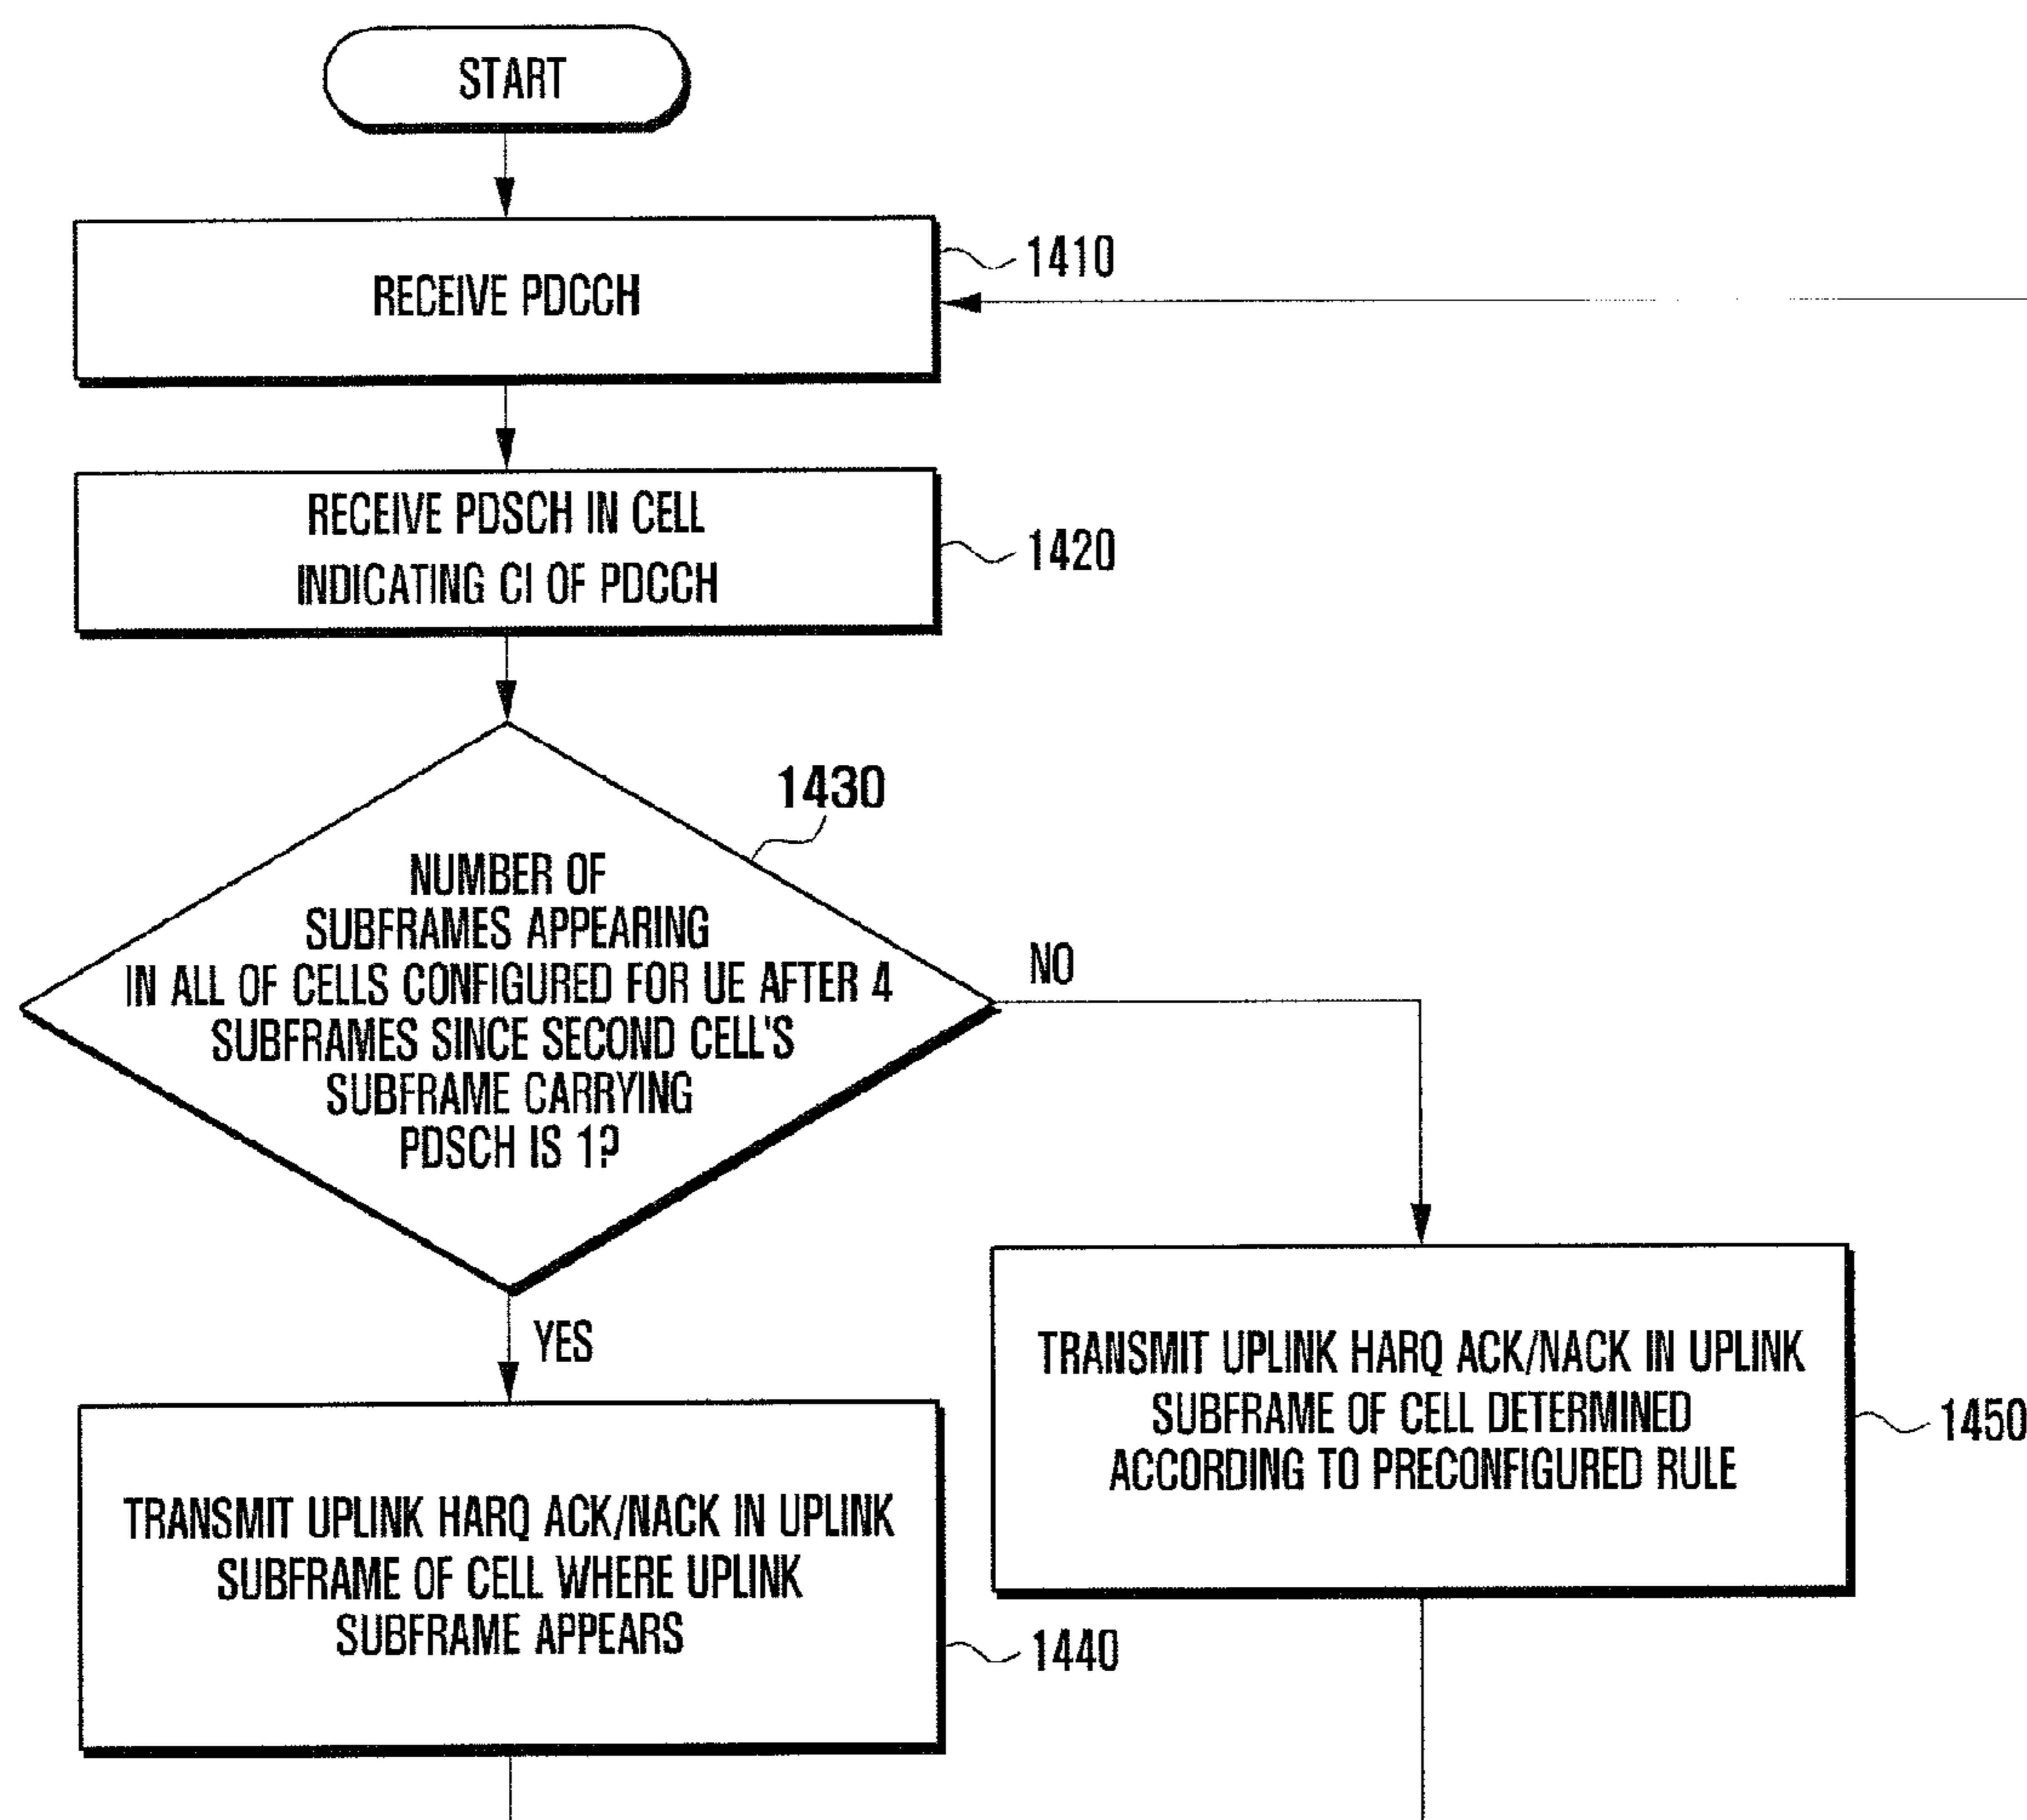 START
RECEIVE PDCCH
1410
RECEIVE PDSCH IN CELL
INDICATING CI OF PDCCH
1420
1430
NUMBER OF
SUBFRAMES APPEARING
IN ALL OF CELLS CONFIGURED FOR UE AFTER 4
SUBFRAMES SINCE SECOND CELL'S
SUBFRAME CARRYING
PDSCH IS 1?
NO
YES
TRANSMIT UPLINK HARQ ACK/NACK IN UPLINK
SUBFRAME OF CELL DETERMINED
ACCORDING TO PRECONFIGURED RULE
1450
TRANSMIT UPLINK HARQ ACK/NACK IN UPLINK
SUBFRAME OF CELL WHERE UPLINK
SUBFRAME APPEARS
1440